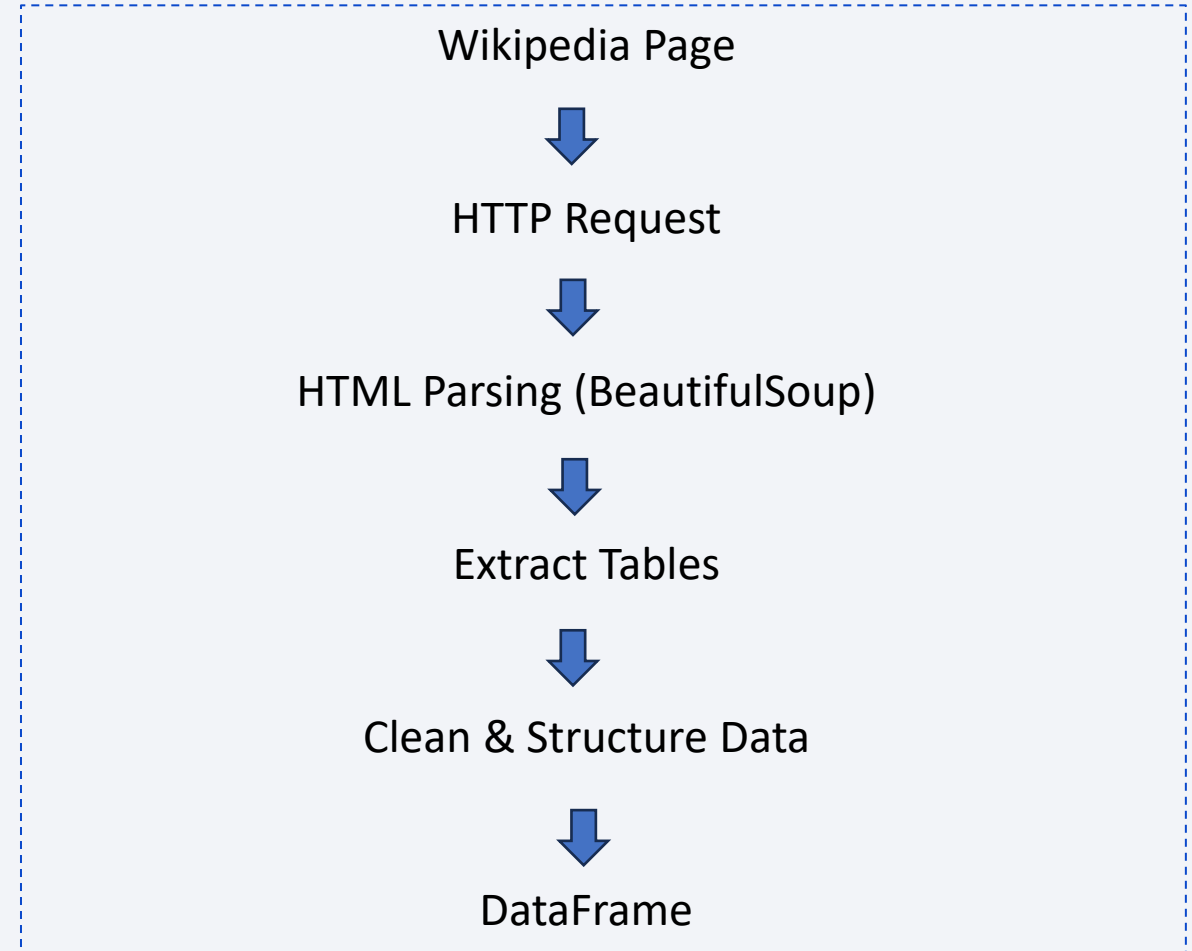 Wikipedia Page
HTTP Request
HTML Parsing (BeautifulSoup)
Extract Tables
Clean & Structure Data
DataFrame